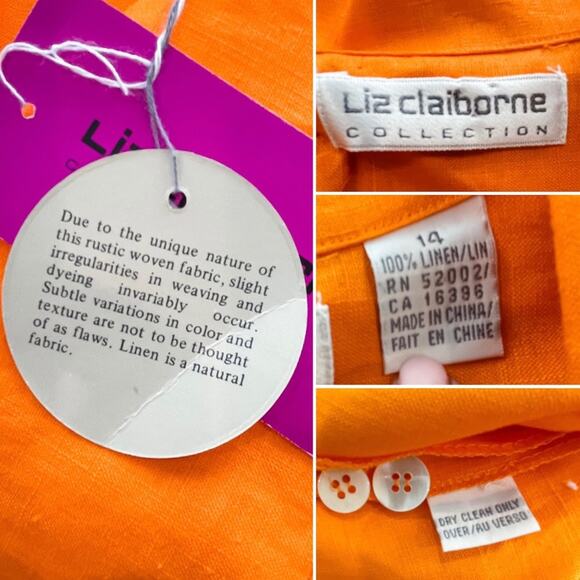 Due to the unique nature of
this rustic woven fabric, slight
irregularities in weaving and
dyeing invariably occur.
Subtle variations in color and
texture are not to be thought
of as flaws. Linen is a natural
fabric.
Liz claiborne
COLLECTION
14
100% LINEN/LIN
RN 52002/
CA 16396
MADE IN CHINA/
FAIT EN CHINE
DRY CLEAN ONLY
OVER/AU VERSO